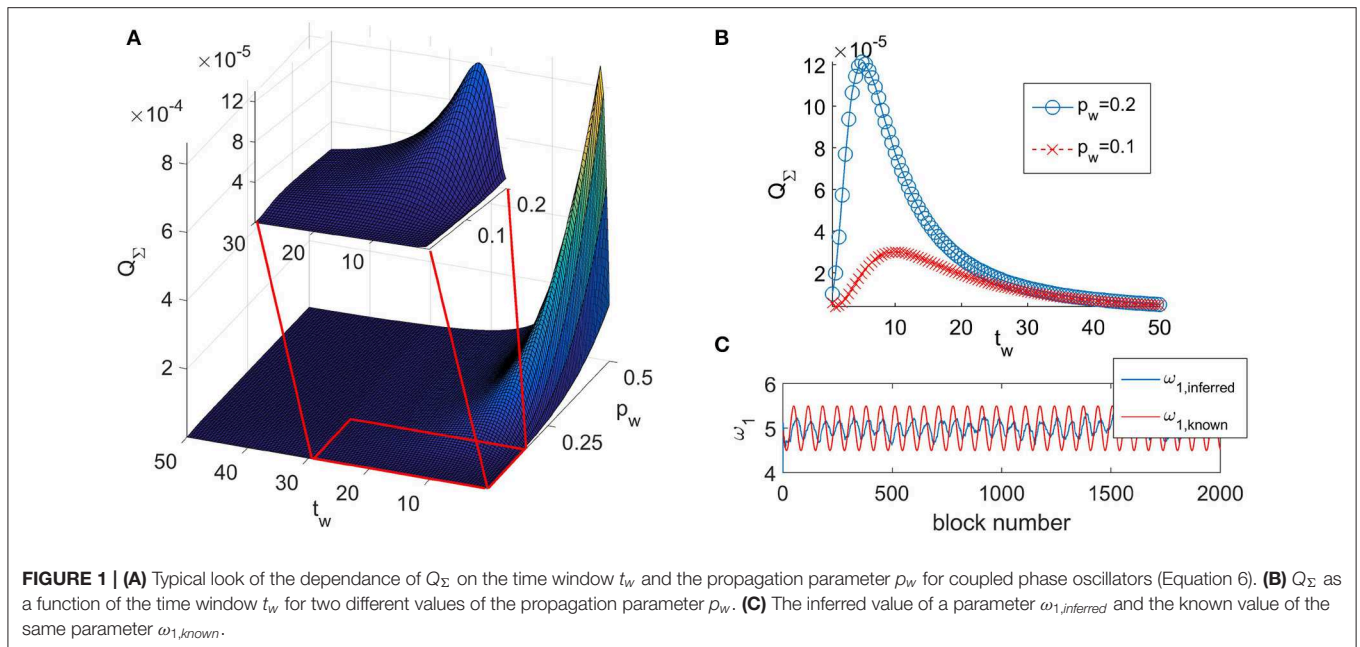 A
×10^-5
12
8
4
0.2
0.1
30
20
10
×10^-4
8
6
4
2
Q_Σ
50
40
30
20
10
t_w
0.5
0.25
p_w
B
×10^-5
12
10
8
6
4
2
Q_Σ
10
20
30
40
50
t_w
p_w=0.2
p_w=0.1
C
6
5
4
ω_1
0
500
1000
1500
2000
block number
ω_1,inferred
ω_1,known
FIGURE 1 | (A) Typical look of the dependance of Q_Σ on the time window t_w and the propagation parameter p_w for coupled phase oscillators (Equation 6). (B) Q_Σ as
a function of the time window t_w for two different values of the propagation parameter p_w. (C) The inferred value of a parameter ω_1,inferred and the known value of the
same parameter ω_1,known.